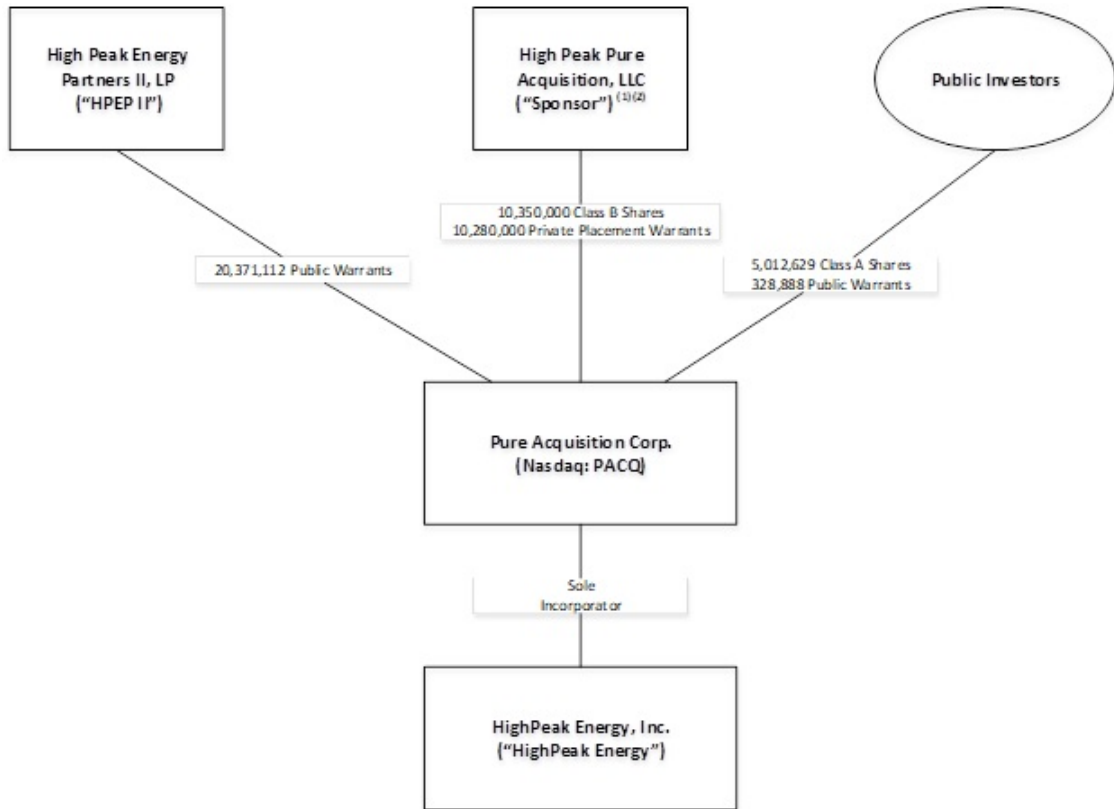 High Peak Energy
Partners II, LP
("HPEP II")
High Peak Pure
Acquisition, LLC
("Sponsor") (1)(2)
Public Investors
10,350,000 Class B Shares
10,280,000 Private Placement Warrants
20,371,112 Public Warrants
5,012,629 Class A Shares
328,888 Public Warrants
Pure Acquisition Corp.
(Nasdaq: PACQ)
Sole
Incorporator
HighPeak Energy, Inc.
("HighPeak Energy")